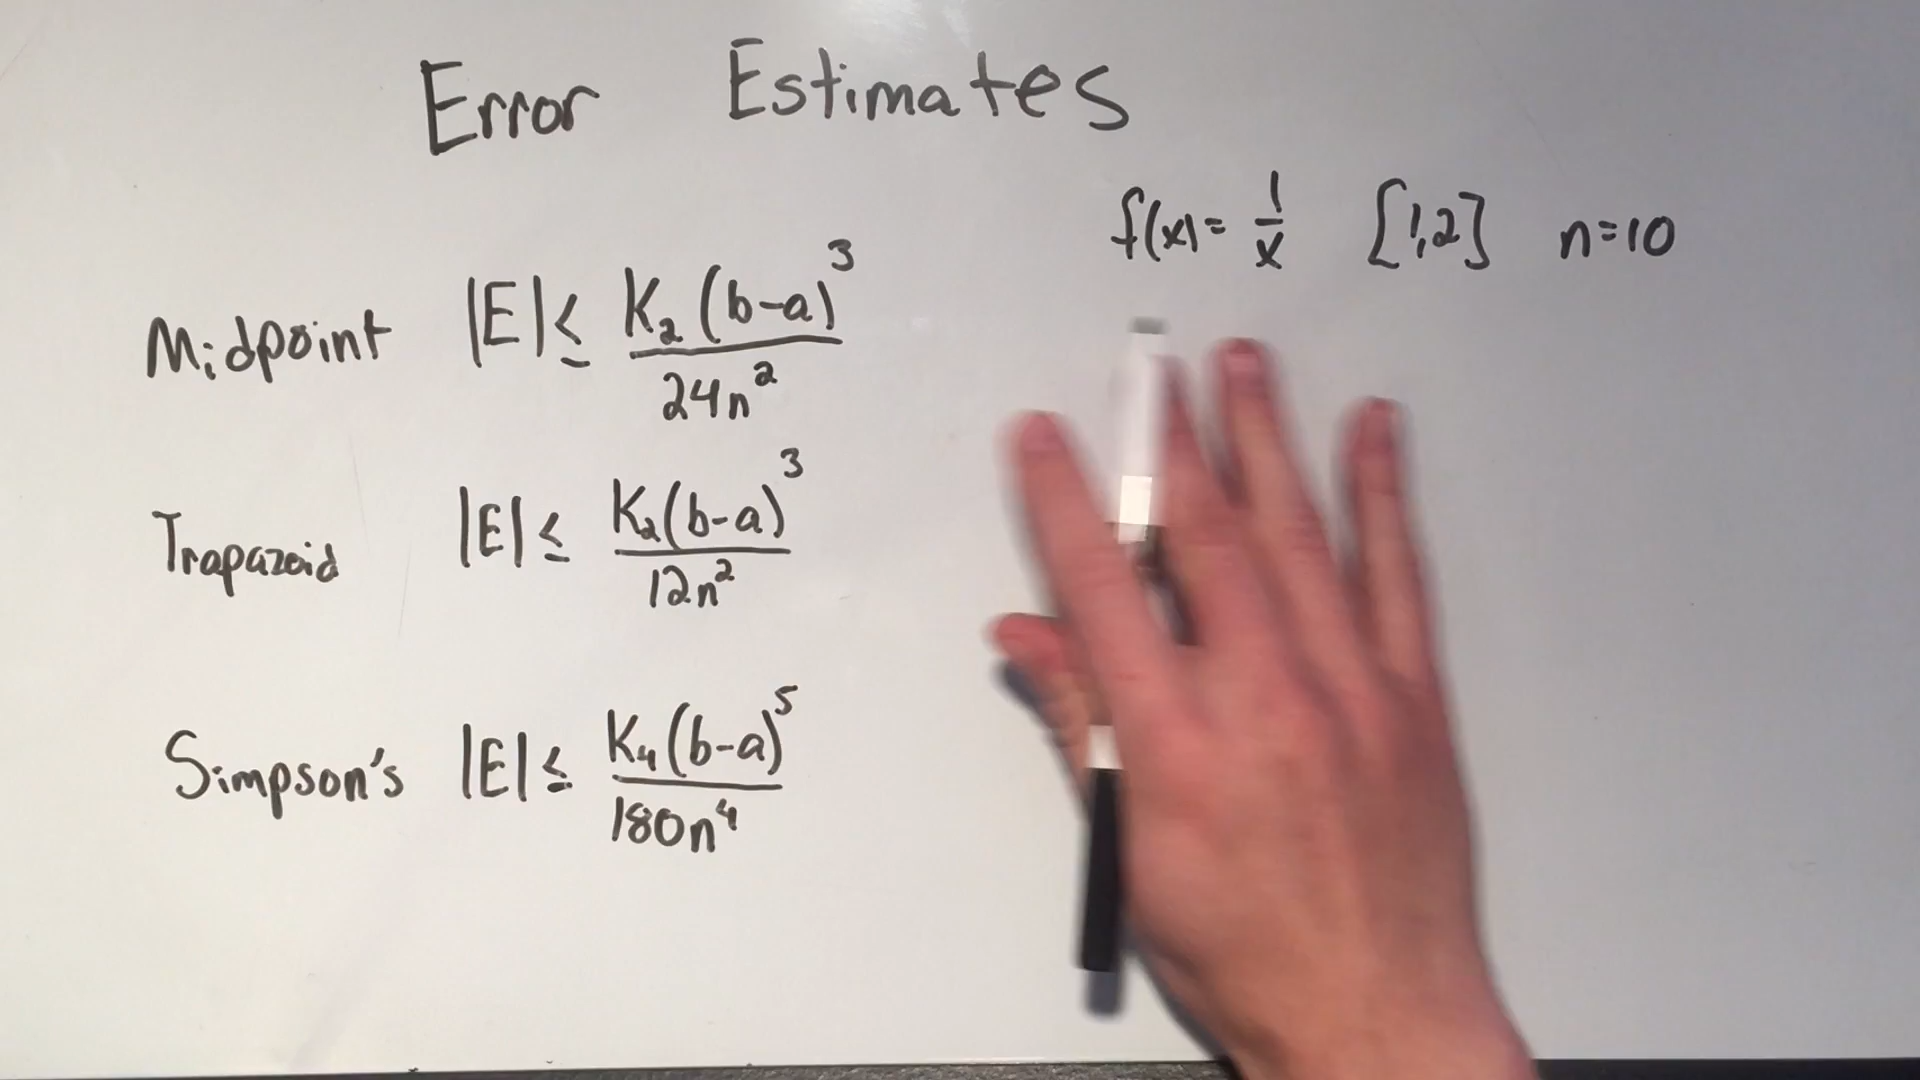 Error Estimates
f(x) = 1/x [1,2] n=10
Midpoint |E| ≤ K₂(b-a)³/24n²
Trapazoid |E| ≤ K₂(b-a)³/12n²
Simpson's |E| ≤ K₄(b-a)⁵/180n⁴